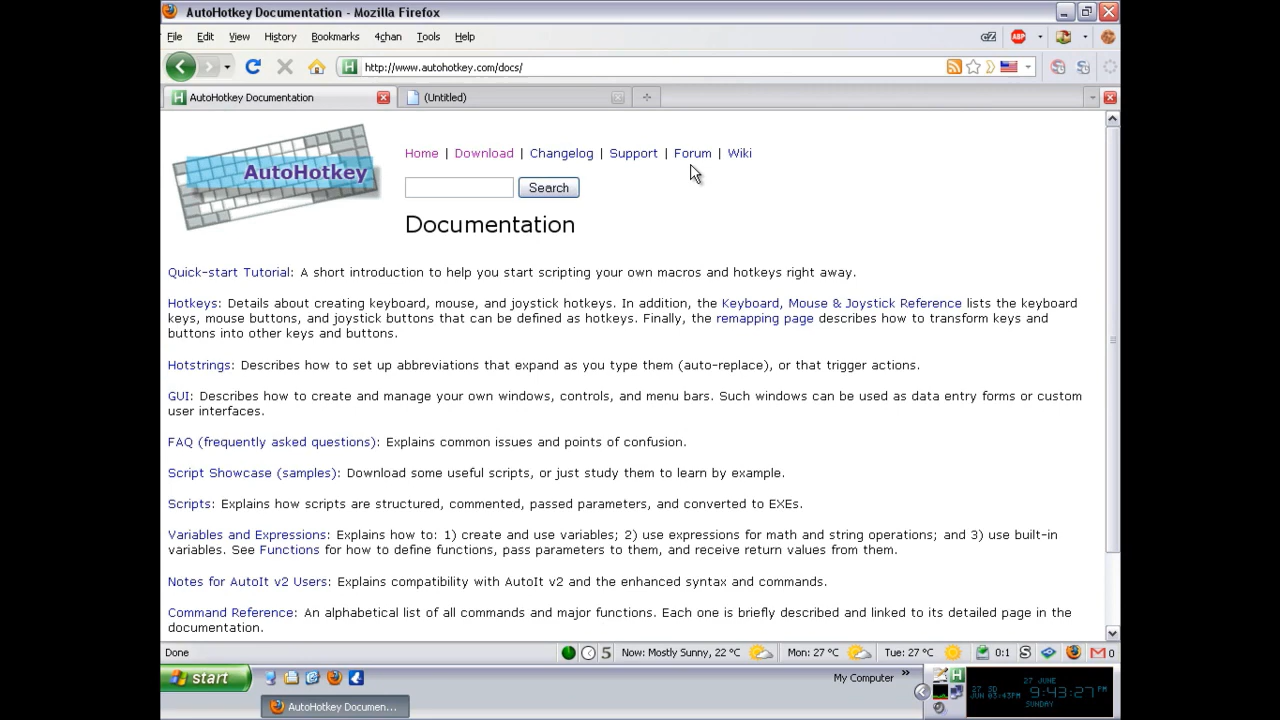 AutoHotkey Documentation - Mozilla Firefox
File Edit View History Bookmarks 4chan Tools Help
ABP
http://www.autohotkey.com/docs/
AutoHotkey Documentation (Untitled)
AutoHotkey
Home | Download | Changelog | Support | Forum | Wiki
Search
Documentation
Quick-start Tutorial: A short introduction to help you start scripting your own macros and hotkeys right away.
Hotkeys: Details about creating keyboard, mouse, and joystick hotkeys. In addition, the Keyboard, Mouse & Joystick Reference lists the keyboard
keys, mouse buttons, and joystick buttons that can be defined as hotkeys. Finally, the remapping page describes how to transform keys and
buttons into other keys and buttons.
Hotstrings: Describes how to set up abbreviations that expand as you type them (auto-replace), or that trigger actions.
GUI: Describes how to create and manage your own windows, controls, and menu bars. Such windows can be used as data entry forms or custom
user interfaces.
FAQ (frequently asked questions): Explains common issues and points of confusion.
Script Showcase (samples): Download some useful scripts, or just study them to learn by example.
Scripts: Explains how scripts are structured, commented, passed parameters, and converted to EXEs.
Variables and Expressions: Explains how to: 1) create and use variables; 2) use expressions for math and string operations; and 3) use built-in
variables. See Functions for how to define functions, pass parameters to them, and receive return values from them.
Notes for AutoIt v2 Users: Explains compatibility with AutoIt v2 and the enhanced syntax and commands.
Command Reference: An alphabetical list of all commands and major functions. Each one is briefly described and linked to its detailed page in the
documentation.
Done 5 Now: Mostly Sunny, 22 °C Mon: 27 °C Tue: 27 °C 0:1 S 0
start My Computer »
AutoHotkey Documen...
27 JUNE
9:43:27 PM
SUNDAY